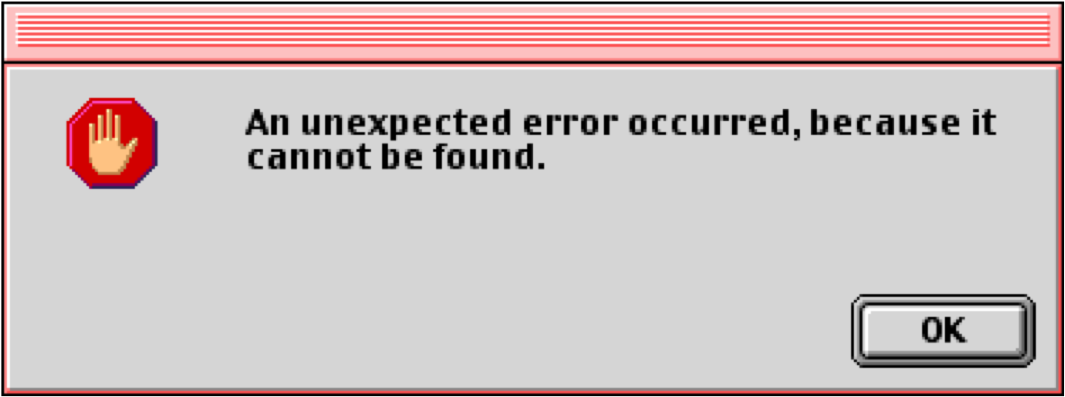 An unexpected error occurred, because it
cannot be found.
OK